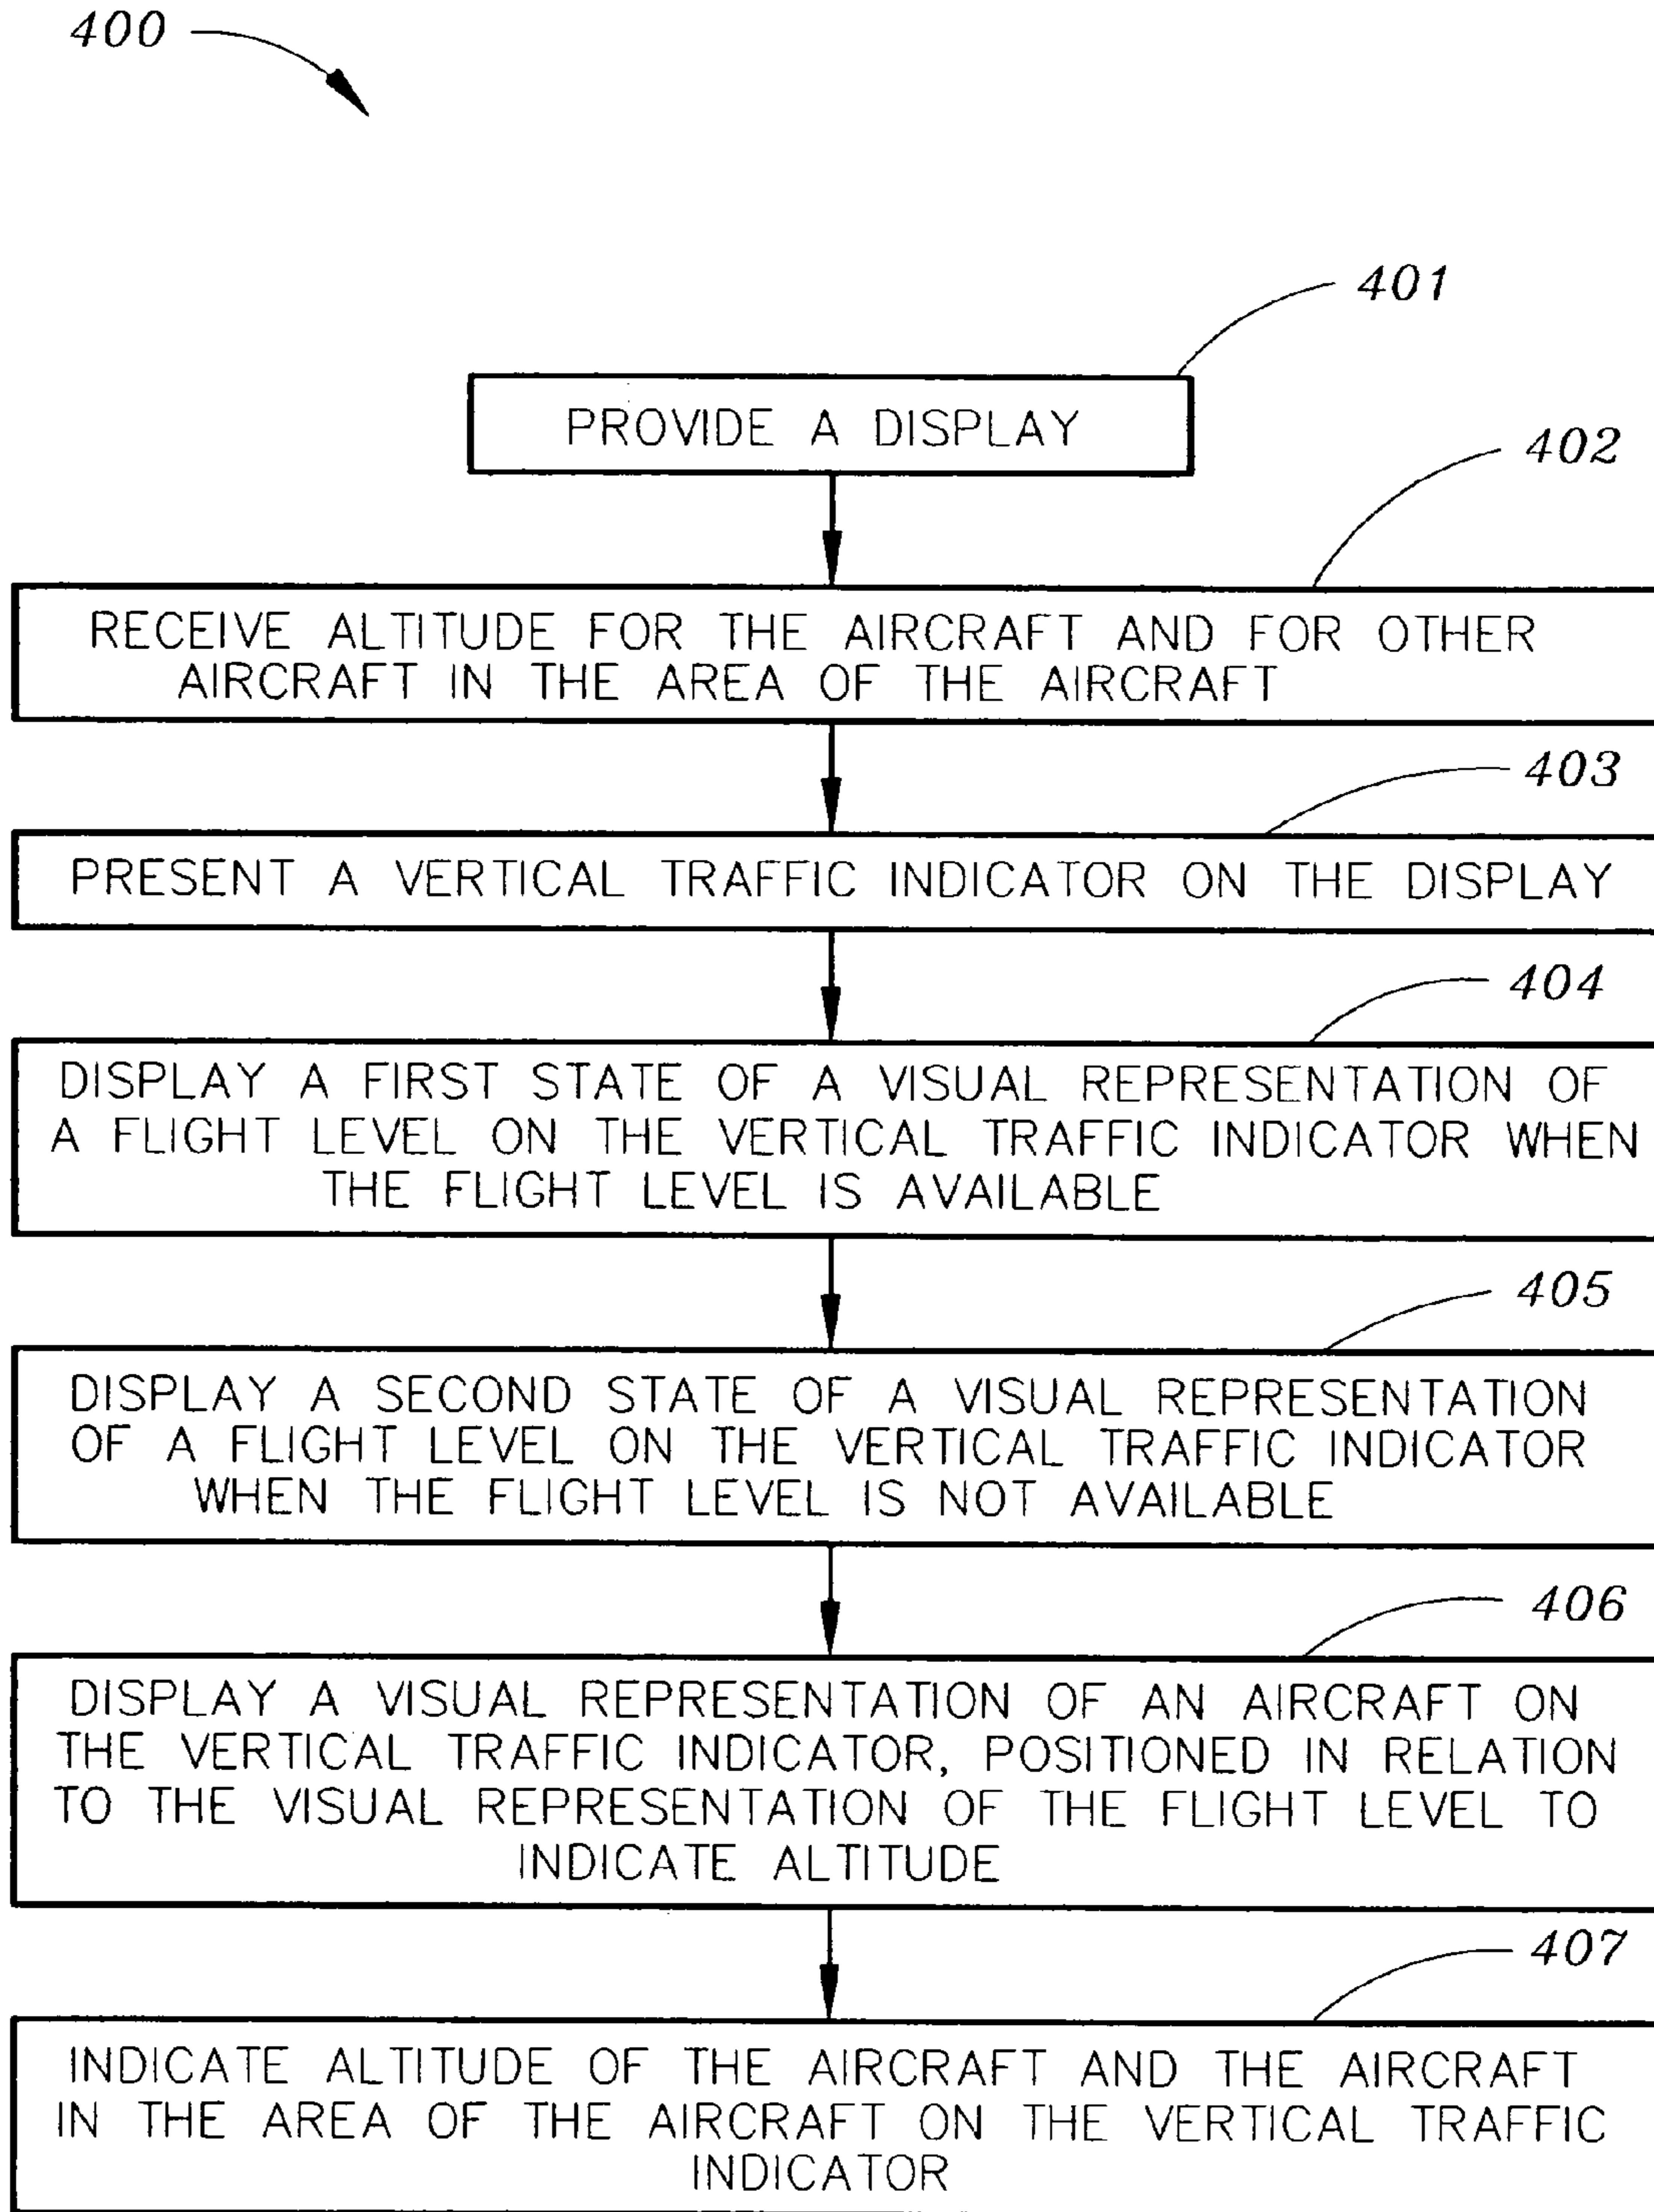 400
401
PROVIDE A DISPLAY
402
RECEIVE ALTITUDE FOR THE AIRCRAFT AND FOR OTHER
AIRCRAFT IN THE AREA OF THE AIRCRAFT
403
PRESENT A VERTICAL TRAFFIC INDICATOR ON THE DISPLAY
404
DISPLAY A FIRST STATE OF A VISUAL REPRESENTATION OF
A FLIGHT LEVEL ON THE VERTICAL TRAFFIC INDICATOR WHEN
THE FLIGHT LEVEL IS AVAILABLE
405
DISPLAY A SECOND STATE OF A VISUAL REPRESENTATION
OF A FLIGHT LEVEL ON THE VERTICAL TRAFFIC INDICATOR
WHEN THE FLIGHT LEVEL IS NOT AVAILABLE
406
DISPLAY A VISUAL REPRESENTATION OF AN AIRCRAFT ON
THE VERTICAL TRAFFIC INDICATOR, POSITIONED IN RELATION
TO THE VISUAL REPRESENTATION OF THE FLIGHT LEVEL TO
INDICATE ALTITUDE
407
INDICATE ALTITUDE OF THE AIRCRAFT AND THE AIRCRAFT
IN THE AREA OF THE AIRCRAFT ON THE VERTICAL TRAFFIC
INDICATOR